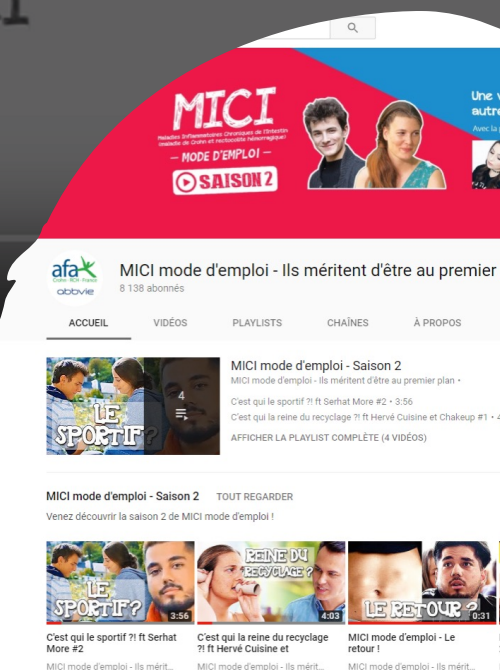 MICI
Maladies Inflammatoires Chroniques de l'Intestin
(maladie de Crohn et rectocolite hémorragique)
— MODE D'EMPLOI —
SAISON 2
Une
autre
Avec la
afa
Crohn - RCH - France
abbvie
MICI mode d'emploi - Ils méritent d'être au premier
8 138 abonnés
ACCUEIL VIDÉOS PLAYLISTS CHAÎNES À PROPOS
LE
SPORTIF?
4
MICI mode d'emploi - Saison 2
MICI mode d'emploi - Ils méritent d'être au premier plan •
C'est qui le sportif ?! ft Serhat More #2 • 3:56
C'est qui la reine du recyclage ?! ft Hervé Cuisine et Chakeup #1 • 4
AFFICHER LA PLAYLIST COMPLÈTE (4 VIDÉOS)
MICI mode d'emploi - Saison 2 TOUT REGARDER
Venez découvrir la saison 2 de MICI mode d'emploi !
LE
SPORTIF?
3:56
REINE DU
RECYCLAGE ?
4:03
LE RETOUR ?
0:31
C'est qui le sportif ?! ft Serhat
More #2
MICI mode d'emploi - Ils mérit...
C'est qui la reine du recyclage
?! ft Hervé Cuisine et
MICI mode d'emploi - Ils mérit...
MICI mode d'emploi - Le
retour !
MICI mode d'emploi - Ils mérit...